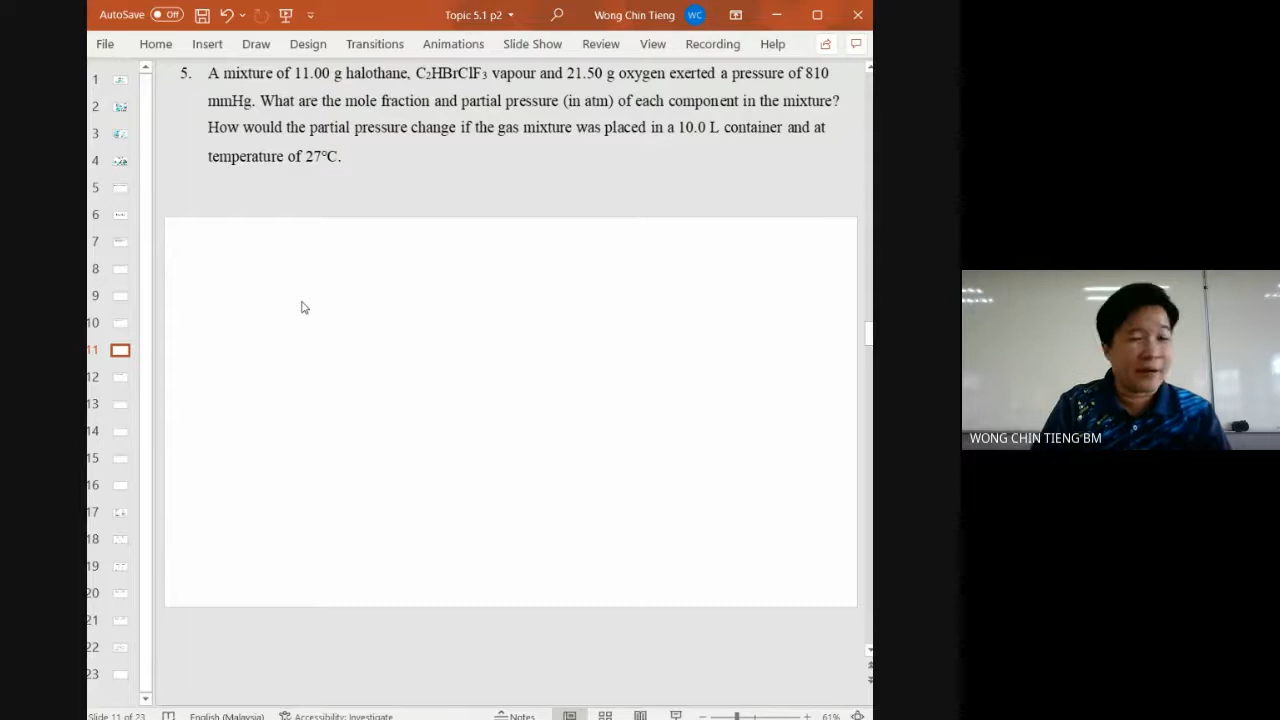 AutoSave Off Topic 5.1 p2 Wong Chin Tieng WC
File Home Insert Draw Design Transitions Animations Slide Show Review View Recording Help
5. A mixture of 11.00 g halothane, C₂HBrClF₃ vapour and 21.50 g oxygen exerted a pressure of 810
mmHg. What are the mole fraction and partial pressure (in atm) of each component in the mixture?
How would the partial pressure change if the gas mixture was placed in a 10.0 L container and at
temperature of 27°C.
1
2
3
4
5
6
7
8
9
10
11
12
13
14
15
16
17
18
19
20
21
22
23
WONG CHIN TIENG BM
Slide 11 of 23 English (Malaysia) Accessibility: Investigate Notes 61%